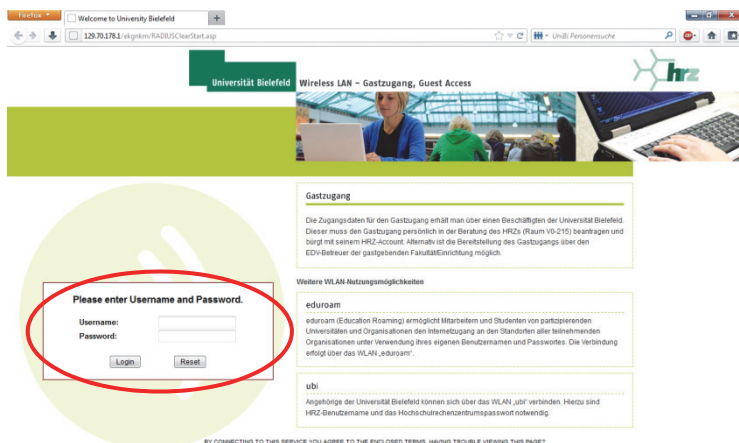 Firefox
Welcome to University Bielefeld
129.70.178.1/ekgnkm/RADIUSClearStart.asp
UniBi Personensuche
Universität Bielefeld
Wireless LAN – Gastzugang, Guest Access
hrz
Gastzugang
Die Zugangsdaten für den Gastzugang erhält man über einen Beschäftigten der Universität Bielefeld.
Dieser muss den Gastzugang persönlich in der Beratung des HRZs (Raum V0-215) beantragen und
bürgt mit seinem HRZ-Account. Alternativ ist die Bereitstellung des Gastzugangs über den
EDV-Betreuer der gastgebenden Fakultät/Einrichtung möglich.
Weitere WLAN-Nutzungsmöglichkeiten
Please enter Username and Password.
Username:
Password:
Login
Reset
eduroam
eduroam (Education Roaming) ermöglicht Mitarbeitern und Studenten von partizipierenden
Universitäten und Organisationen den Internetzugang an den Standorten aller teilnehmenden
Organisationen unter Verwendung ihres eigenen Benutzernamen und Passwortes. Die Verbindung
erfolgt über das WLAN „eduroam“.
ubi
Angehörige der Universität Bielefeld können sich über das WLAN „ubi“ verbinden. Hierzu sind
HRZ-Benutzername und das Hochschulrechenzentrumspasswort notwendig.
BY CONNECTING TO THIS SERVICE YOU AGREE TO THE ENCLOSED TERMS. HAVING TROUBLE VIEWING THIS PAGE?